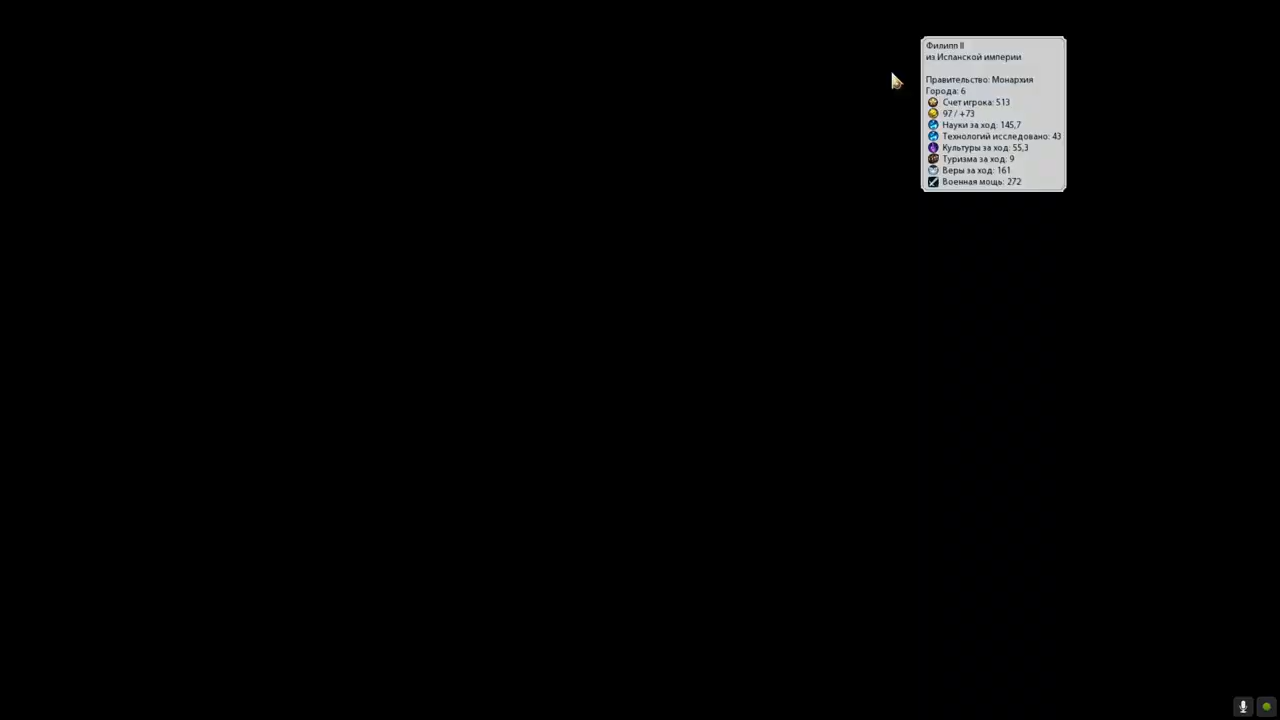 Филипп II
из Испанской империи
Правительство: Монархия
Города: 6
Счет игрока: 513
97 / +73
Науки за ход: 145,7
Технологий исследовано: 43
Культуры за ход: 55,3
Туризма за ход: 9
Веры за ход: 161
Военная мощь: 272